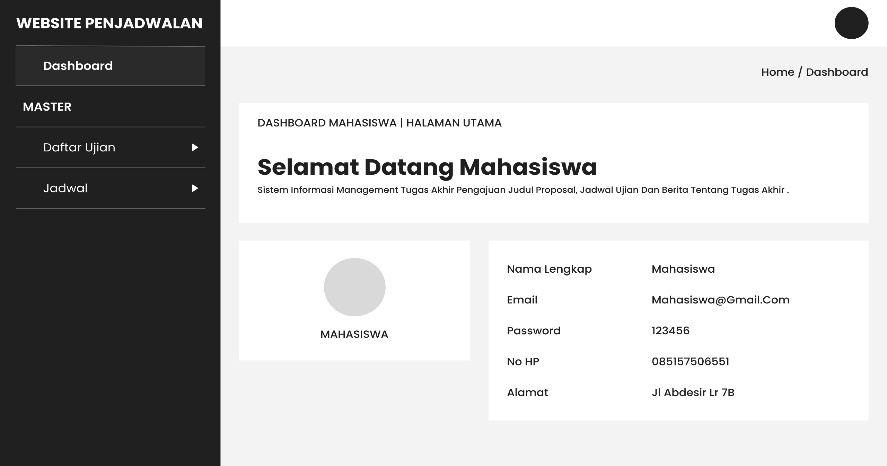 WEBSITE PENJADWALAN
Dashboard
MASTER
Daftar Ujian
Jadwal
Home / Dashboard
DASHBOARD MAHASISWA | HALAMAN UTAMA
Selamat Datang Mahasiswa
Sistem Informasi Management Tugas Akhir Pengajuan Judul Proposal, Jadwal Ujian Dan Berita Tentang Tugas Akhir .
MAHASISWA
Nama Lengkap Mahasiswa
Email Mahasiswa@Gmail.Com
Password 123456
No HP 085157506551
Alamat Jl Abdesir Lr 7B